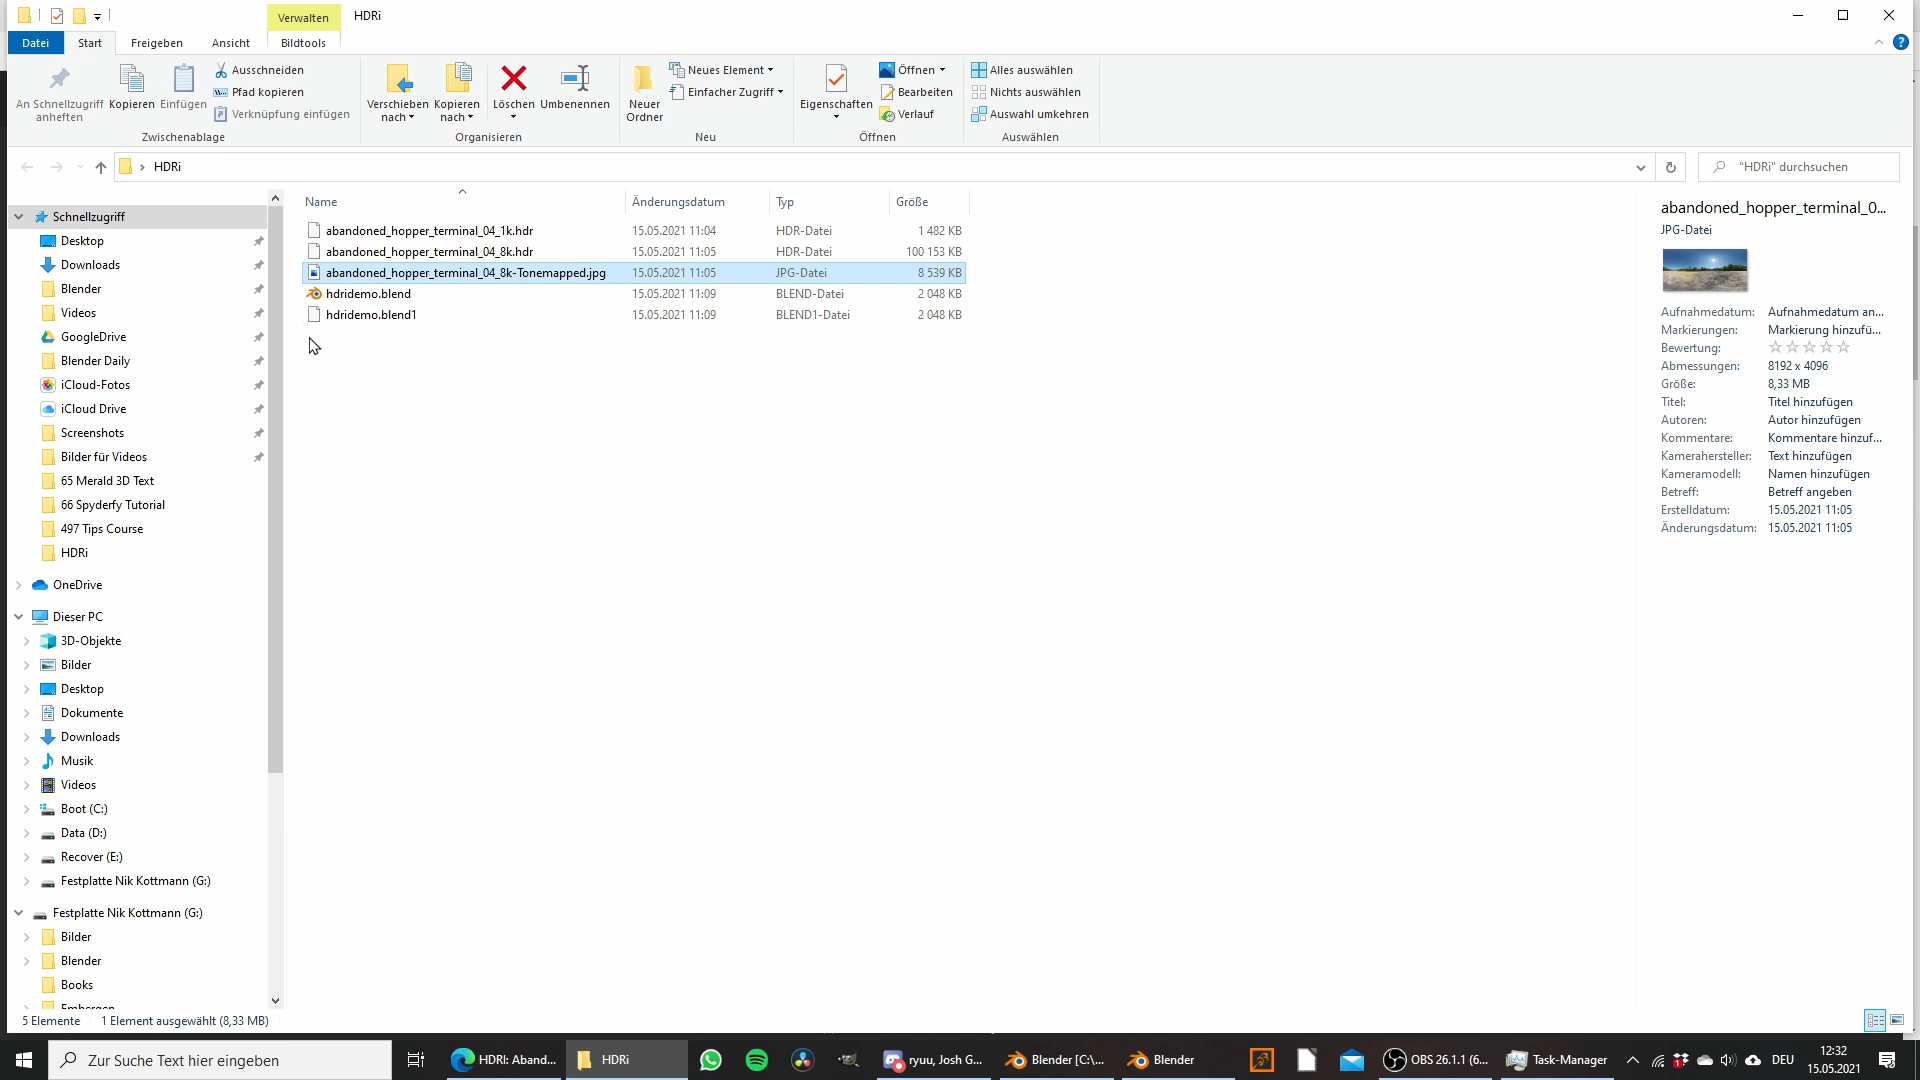 Verwalten
HDRi
Datei
Start
Freigeben
Ansicht
Bildtools
An Schnellzugriff anheften
Kopieren
Einfügen
Ausschneiden
Pfad kopieren
Verknüpfung einfügen
Zwischenablage
Verschieben nach
Kopieren nach
Löschen
Umbenennen
Organisieren
Neuer Ordner
Neues Element
Einfacher Zugriff
Neu
Eigenschaften
Öffnen
Bearbeiten
Verlauf
Öffnen
Alles auswählen
Nichts auswählen
Auswahl umkehren
Auswählen
HDRi
"HDRi" durchsuchen
Schnellzugriff
Desktop
Downloads
Blender
Videos
GoogleDrive
Blender Daily
iCloud-Fotos
iCloud Drive
Screenshots
Bilder für Videos
65 Merald 3D Text
66 Spyderfy Tutorial
497 Tips Course
HDRi
OneDrive
Dieser PC
3D-Objekte
Bilder
Desktop
Dokumente
Downloads
Musik
Videos
Boot (C:)
Data (D:)
Recover (E:)
Festplatte Nik Kottmann (G:)
Festplatte Nik Kottmann (G:)
Bilder
Blender
Books
Name Änderungsdatum Typ Größe
abandoned_hopper_terminal_04_1k.hdr 15.05.2021 11:04 HDR-Datei 1 482 KB
abandoned_hopper_terminal_04_8k.hdr 15.05.2021 11:05 HDR-Datei 100 153 KB
abandoned_hopper_terminal_04_8k-Tonemapped.jpg 15.05.2021 11:05 JPG-Datei 8 539 KB
hdridemo.blend 15.05.2021 11:09 BLEND-Datei 2 048 KB
hdridemo.blend1 15.05.2021 11:09 BLEND1-Datei 2 048 KB
abandoned_hopper_terminal_0...
JPG-Datei
Aufnahmedatum: Aufnahmedatum an...
Markierungen: Markierung hinzufü...
Bewertung:
Abmessungen: 8192 x 4096
Größe: 8,33 MB
Titel: Titel hinzufügen
Autoren: Autor hinzufügen
Kommentare: Kommentare hinzuf...
Kamerahersteller: Text hinzufügen
Kameramodell: Namen hinzufügen
Betreff: Betreff angeben
Erstelldatum: 15.05.2021 11:05
Änderungsdatum: 15.05.2021 11:05
5 Elemente 1 Element ausgewählt (8,33 MB)
Zur Suche Text hier eingeben
HDRI: Aband...
HDRi
ryuu, Josh G...
Blender [C:\...
Blender
OBS 26.1.1 (6...
Task-Manager
DEU
12:32
15.05.2021